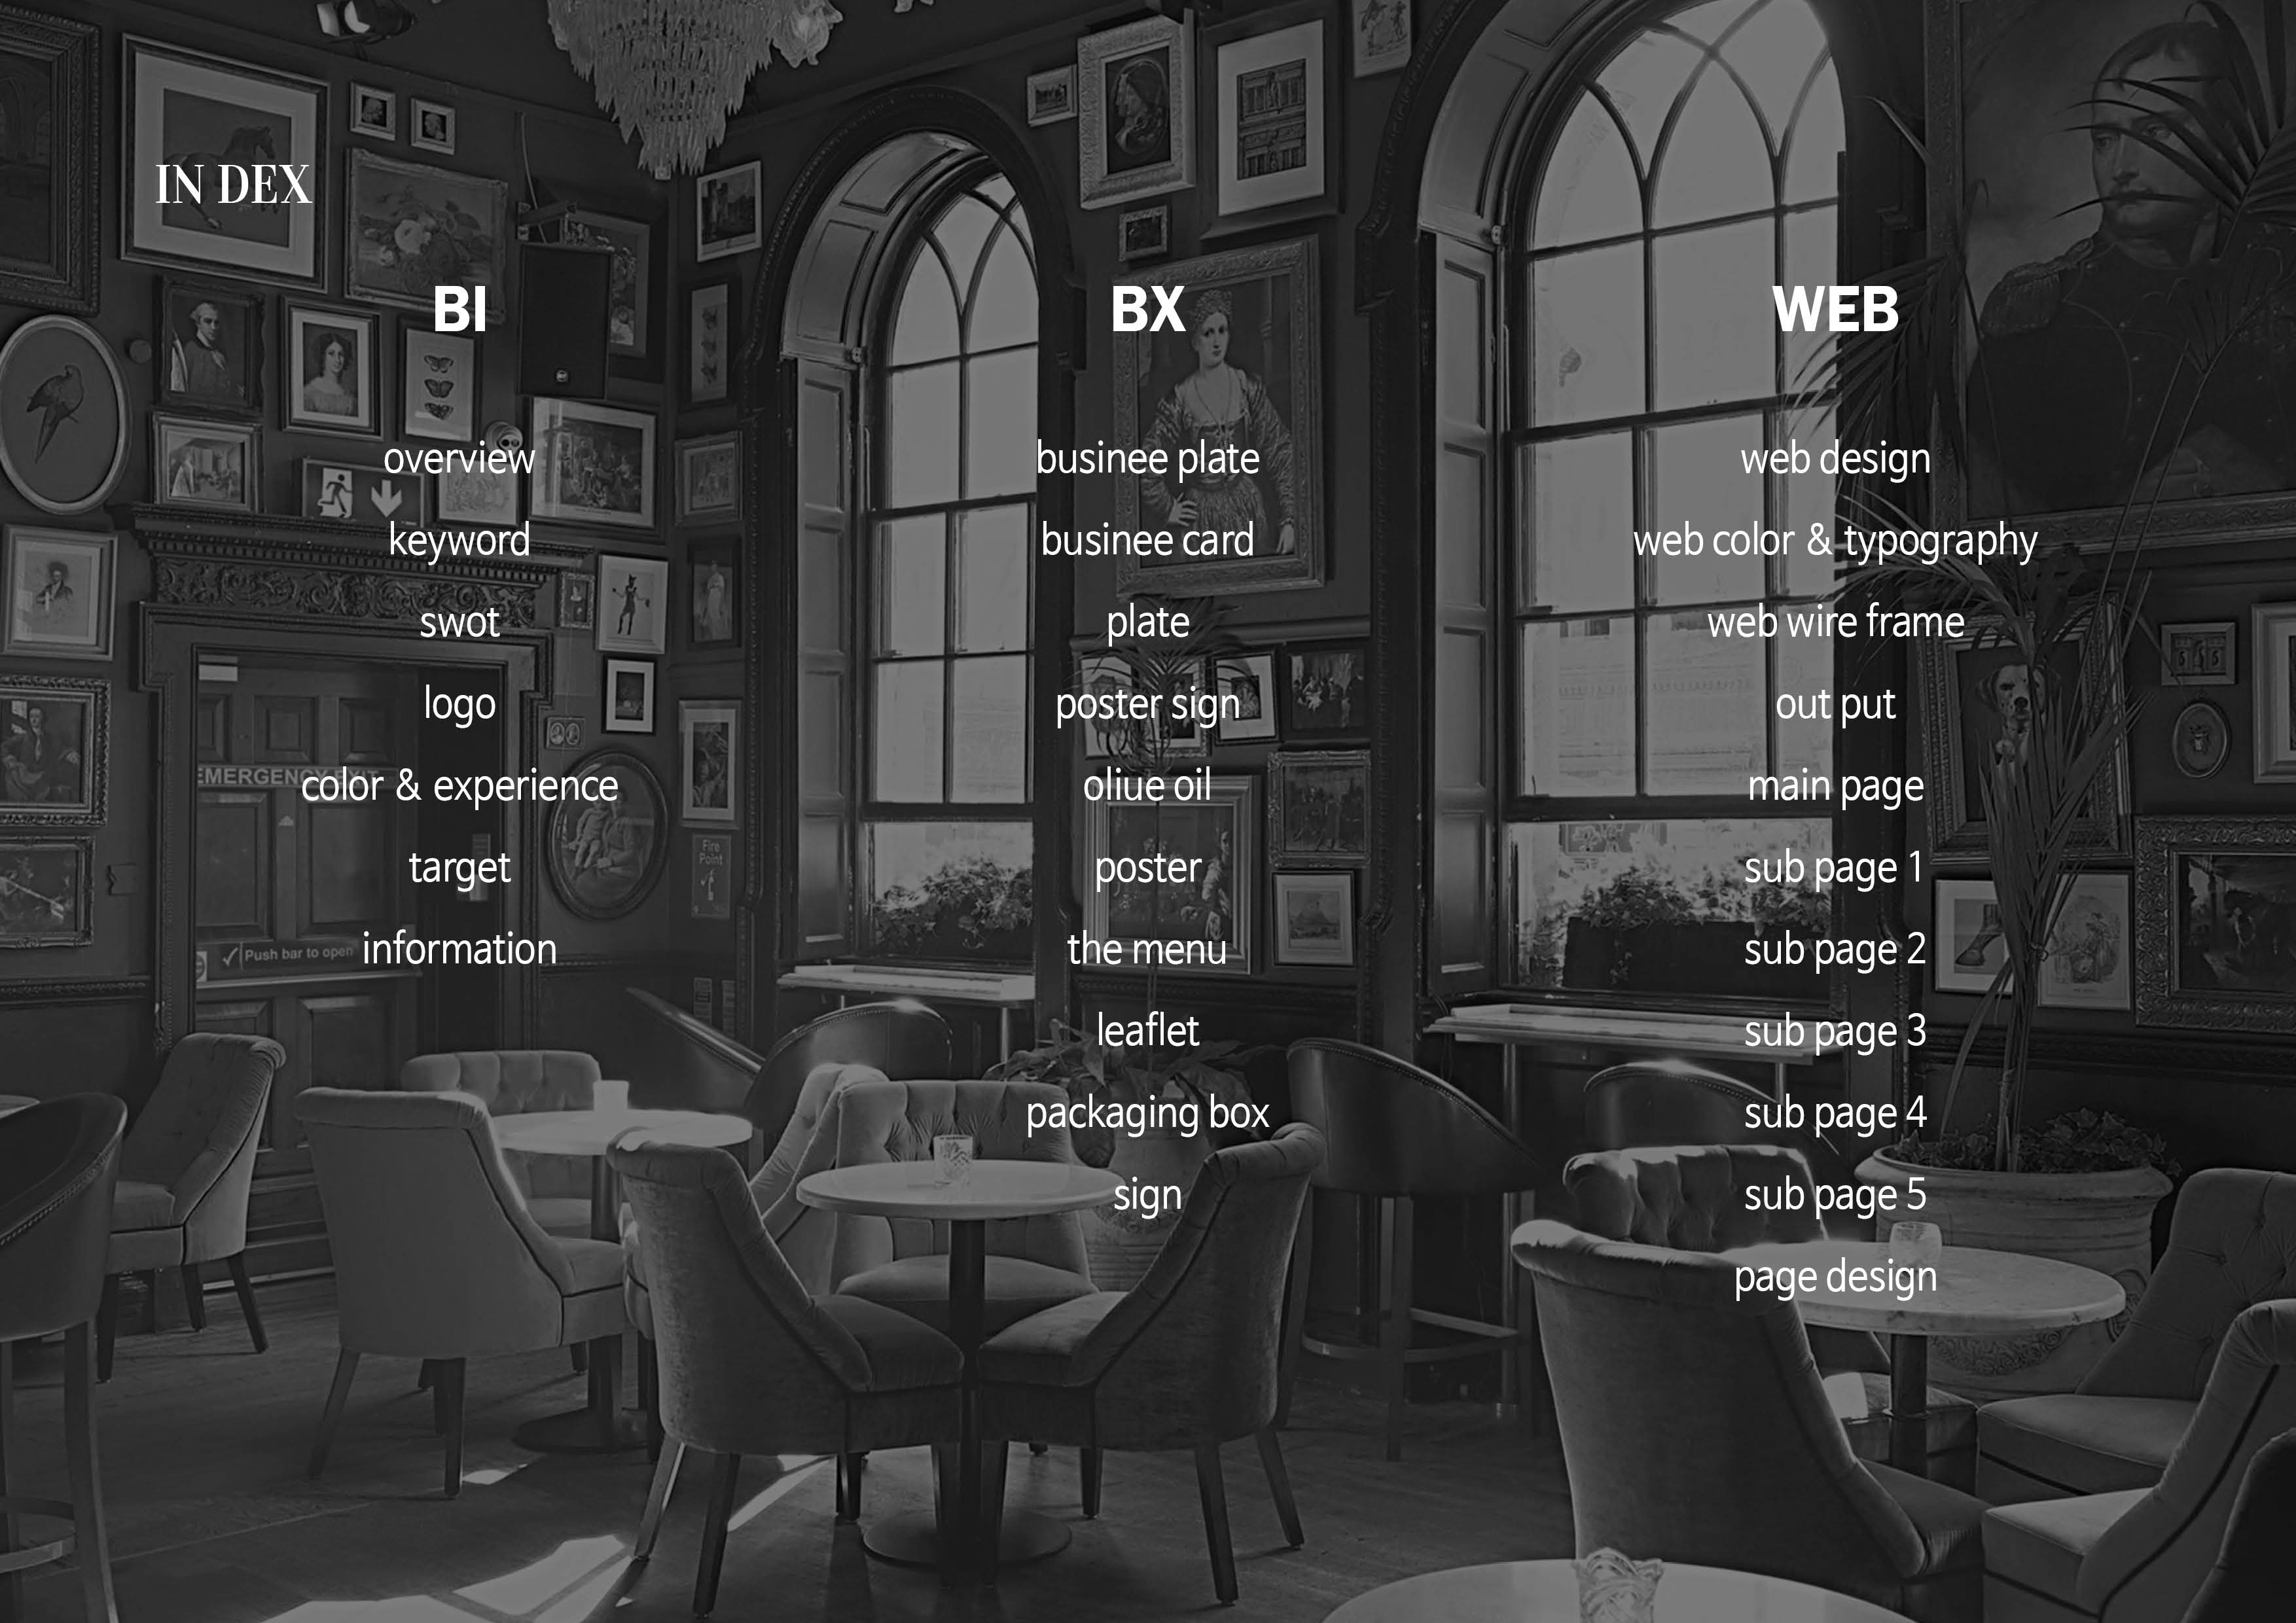 IN DEX
BI
overview
keyword
swot
logo
color & experience
target
information
BX
businee plate
businee card
plate
poster sign
oliue oil
poster
the menu
leaflet
packaging box
sign
WEB
web design
web color & typography
web wire frame
out put
main page
sub page 1
sub page 2
sub page 3
sub page 4
sub page 5
page design
EMERGENCY
Push bar to open
Fire
Point